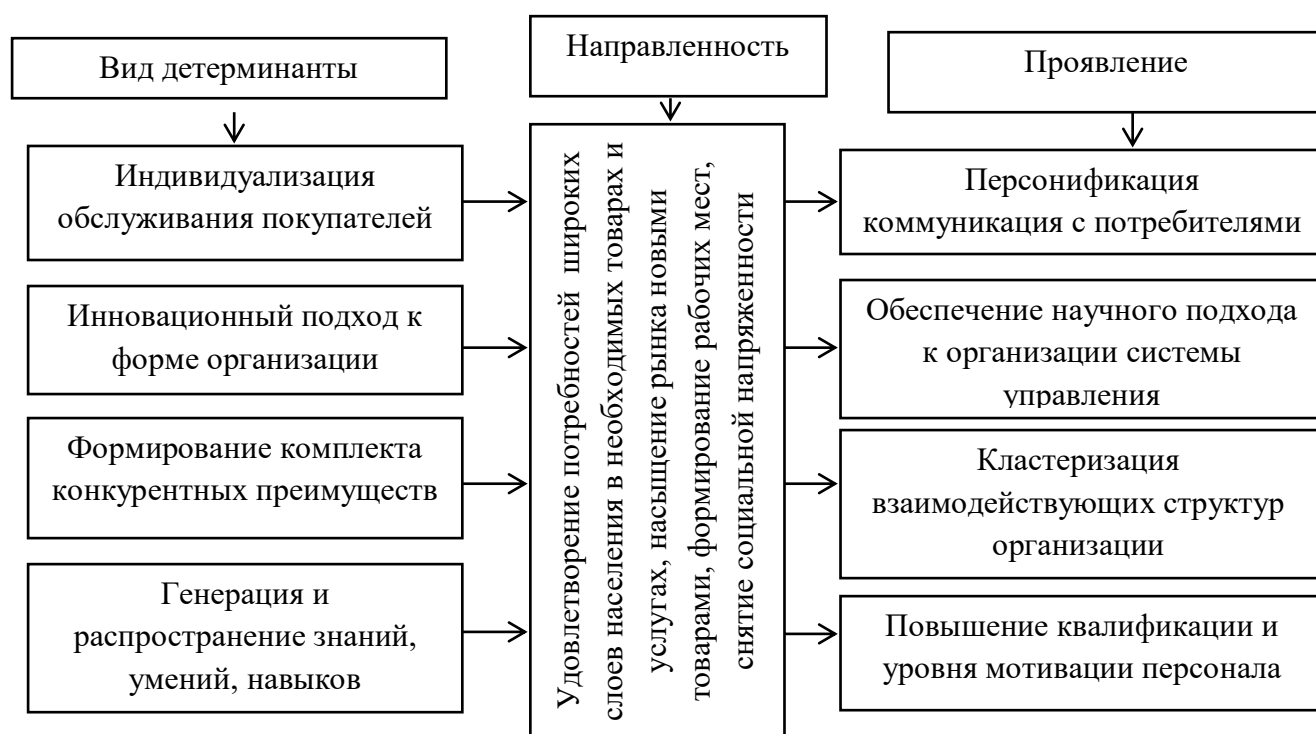 Вид детерминанты
Направленность
Проявление
Индивидуализация
обслуживания покупателей
Инновационный подход к
форме организации
Формирование комплекта
конкурентных преимуществ
Генерация и
распространение знаний,
умений, навыков
Удовлетворение потребностей широких
слоев населения в необходимых товарах и
услугах, насыщение рынка новыми
товарами, формирование рабочих мест,
снятие социальной напряженности
Персонификация
коммуникация с потребителями
Обеспечение научного подхода
к организации системы
управления
Кластеризация
взаимодействующих структур
организации
Повышение квалификации и
уровня мотивации персонала